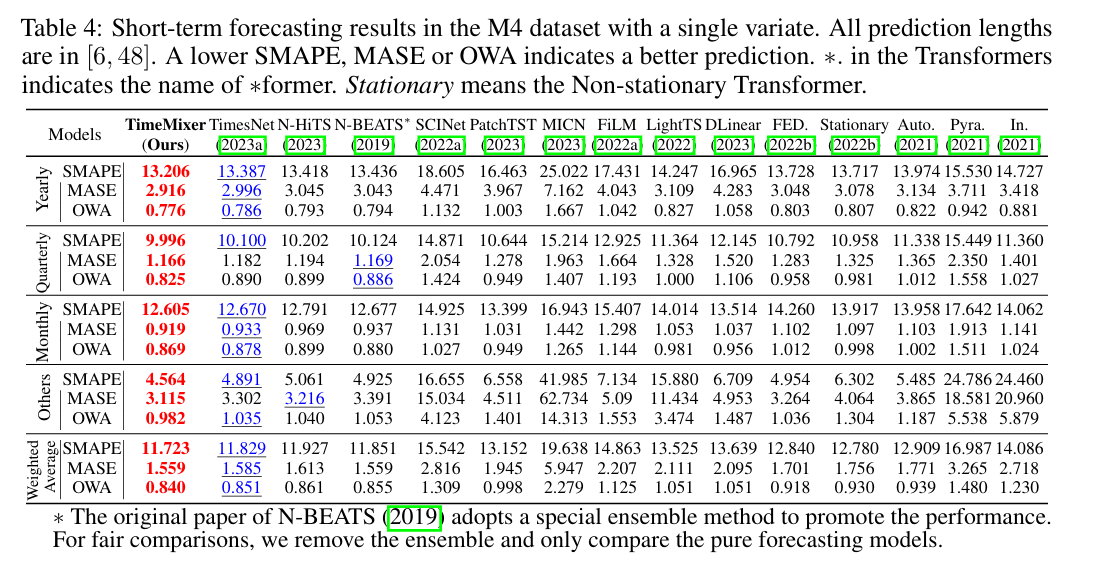 Table 4: Short-term forecasting results in the M4 dataset with a single variate. All prediction lengths
are in [6, 48]. A lower SMAPE, MASE or OWA indicates a better prediction. ∗. in the Transformers
indicates the name of ∗former. Stationary means the Non-stationary Transformer.
Models TimeMixer TimesNet N-HiTS N-BEATS* SCINet PatchTST MICN FiLM LightTS DLinear FED. Stationary Auto. Pyra. In.
(Ours) (2023a) (2023) (2019) (2022a) (2023) (2023) (2022a) (2022) (2023) (2022b) (2022b) (2021) (2021) (2021)
Yearly SMAPE 13.206 13.387 13.418 13.436 18.605 16.463 25.022 17.431 14.247 16.965 13.728 13.717 13.974 15.530 14.727
MASE 2.916 2.996 3.045 3.043 4.471 3.967 7.162 4.043 3.109 4.283 3.048 3.078 3.134 3.711 3.418
OWA 0.776 0.786 0.793 0.794 1.132 1.003 1.667 1.042 0.827 1.058 0.803 0.807 0.822 0.942 0.881
Quarterly SMAPE 9.996 10.100 10.202 10.124 14.871 10.644 15.214 12.925 11.364 12.145 10.792 10.958 11.338 15.449 11.360
MASE 1.166 1.182 1.194 1.169 2.054 1.278 1.963 1.664 1.328 1.520 1.283 1.325 1.365 2.350 1.401
OWA 0.825 0.890 0.899 0.886 1.424 0.949 1.407 1.193 1.000 1.106 0.958 0.981 1.012 1.558 1.027
Monthly SMAPE 12.605 12.670 12.791 12.677 14.925 13.399 16.943 15.407 14.014 13.514 14.260 13.917 13.958 17.642 14.062
MASE 0.919 0.933 0.969 0.937 1.131 1.031 1.442 1.298 1.053 1.037 1.102 1.097 1.103 1.913 1.141
OWA 0.869 0.878 0.899 0.880 1.027 0.949 1.265 1.144 0.981 0.956 1.012 0.998 1.002 1.511 1.024
Others SMAPE 4.564 4.891 5.061 4.925 16.655 6.558 41.985 7.134 15.880 6.709 4.954 6.302 5.485 24.786 24.460
MASE 3.115 3.302 3.216 3.391 15.034 4.511 62.734 5.09 11.434 4.953 3.264 4.064 3.865 18.581 20.960
OWA 0.982 1.035 1.040 1.053 4.123 1.401 14.313 1.553 3.474 1.487 1.036 1.304 1.187 5.538 5.879
Weighted Average SMAPE 11.723 11.829 11.927 11.851 15.542 13.152 19.638 14.863 13.525 13.639 12.840 12.780 12.909 16.987 14.086
MASE 1.559 1.585 1.613 1.559 2.816 1.945 5.947 2.207 2.111 2.095 1.701 1.756 1.771 3.265 2.718
OWA 0.840 0.851 0.861 0.855 1.309 0.998 2.279 1.125 1.051 1.051 0.918 0.930 0.939 1.480 1.230
∗ The original paper of N-BEATS (2019) adopts a special ensemble method to promote the performance.
For fair comparisons, we remove the ensemble and only compare the pure forecasting models.